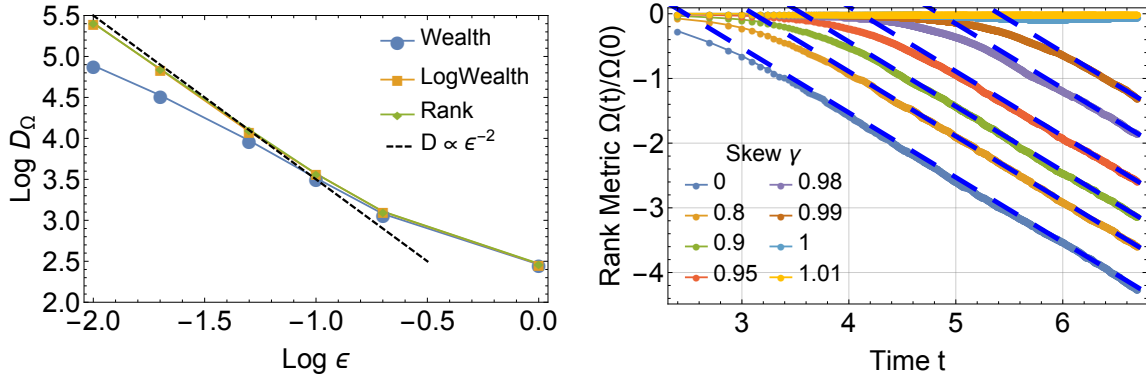 5.5
5.0
4.5
4.0
3.5
3.0
2.5
2.0
Log D_Ω
−2.0 −1.5 −1.0 −0.5 0.0
Log ϵ
Wealth
LogWealth
Rank
D ∝ ϵ⁻²
0
−1
−2
−3
−4
Rank Metric Ω(t)/Ω(0)
Skew γ
0 0.98
0.8 0.99
0.9 1
0.95 1.01
3 4 5 6
Time t